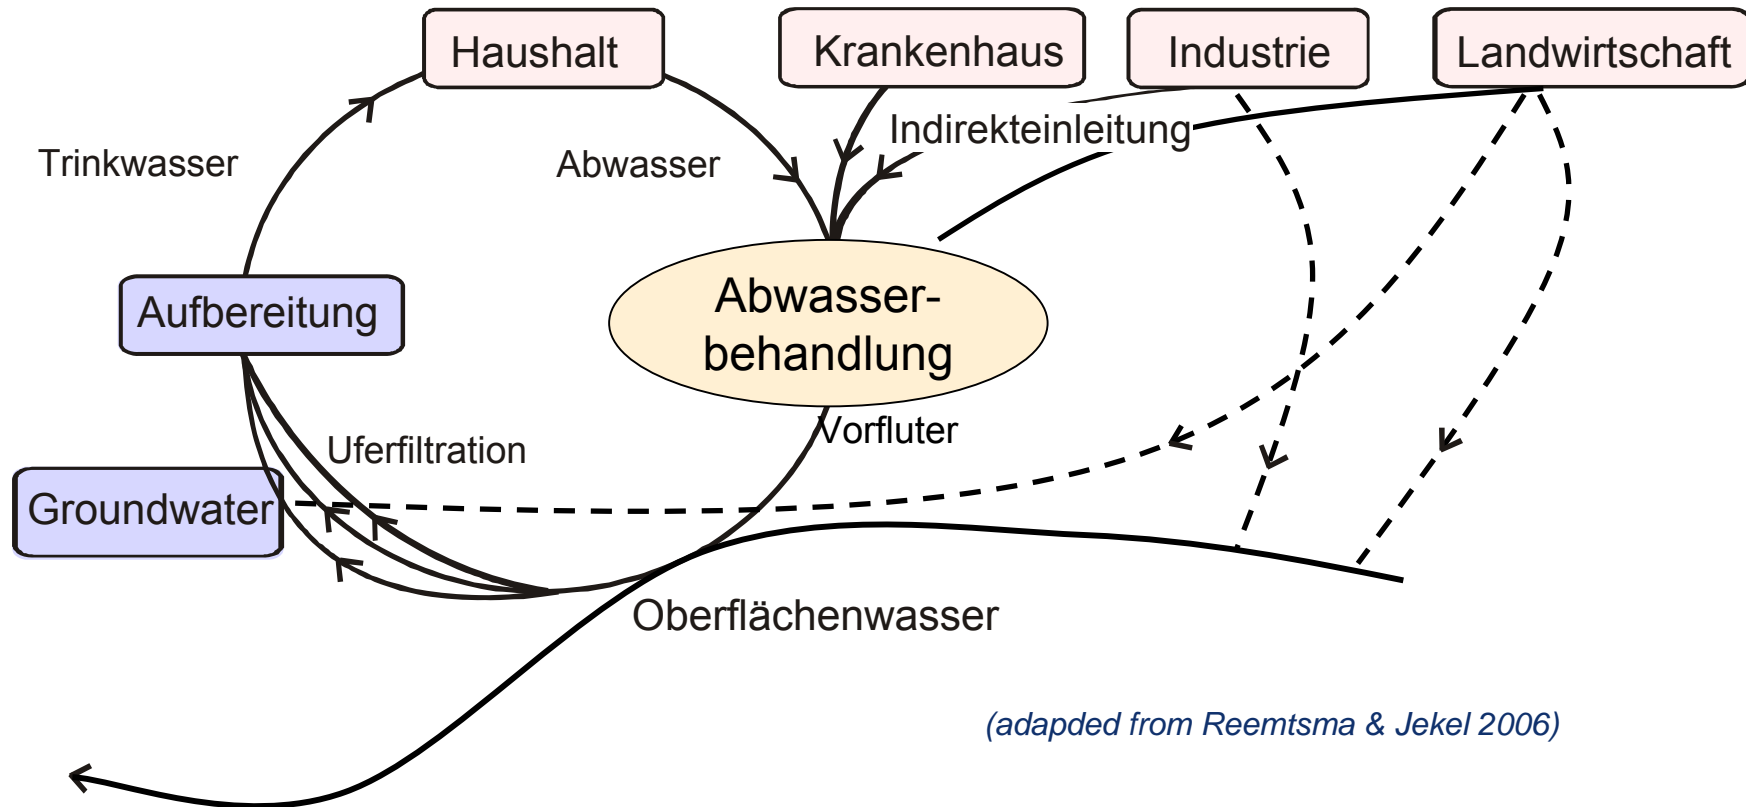 Haushalt
Krankenhaus
Industrie
Landwirtschaft
Indirekteinleitung
Trinkwasser
Abwasser
Aufbereitung
Abwasser-
behandlung
Vorfluter
Uferfiltration
Groundwater
Oberflächenwasser
(adapded from Reemtsma & Jekel 2006)